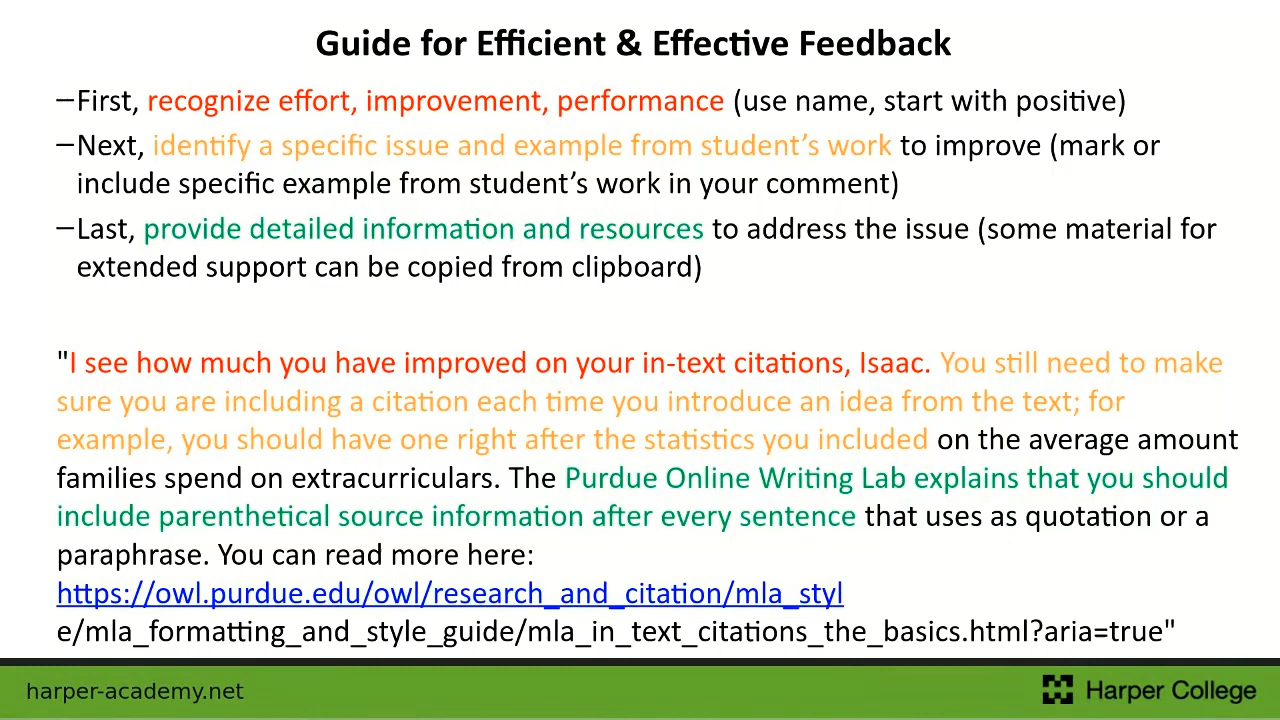 Guide for Efficient & Effective Feedback
–First, recognize effort, improvement, performance (use name, start with positive)
–Next, identify a specific issue and example from student’s work to improve (mark or
include specific example from student’s work in your comment)
–Last, provide detailed information and resources to address the issue (some material for
extended support can be copied from clipboard)
"I see how much you have improved on your in-text citations, Isaac. You still need to make
sure you are including a citation each time you introduce an idea from the text; for
example, you should have one right after the statistics you included on the average amount
families spend on extracurriculars. The Purdue Online Writing Lab explains that you should
include parenthetical source information after every sentence that uses as quotation or a
paraphrase. You can read more here:
https://owl.purdue.edu/owl/research_and_citation/mla_styl
e/mla_formatting_and_style_guide/mla_in_text_citations_the_basics.html?aria=true"
harper-academy.net
Harper College